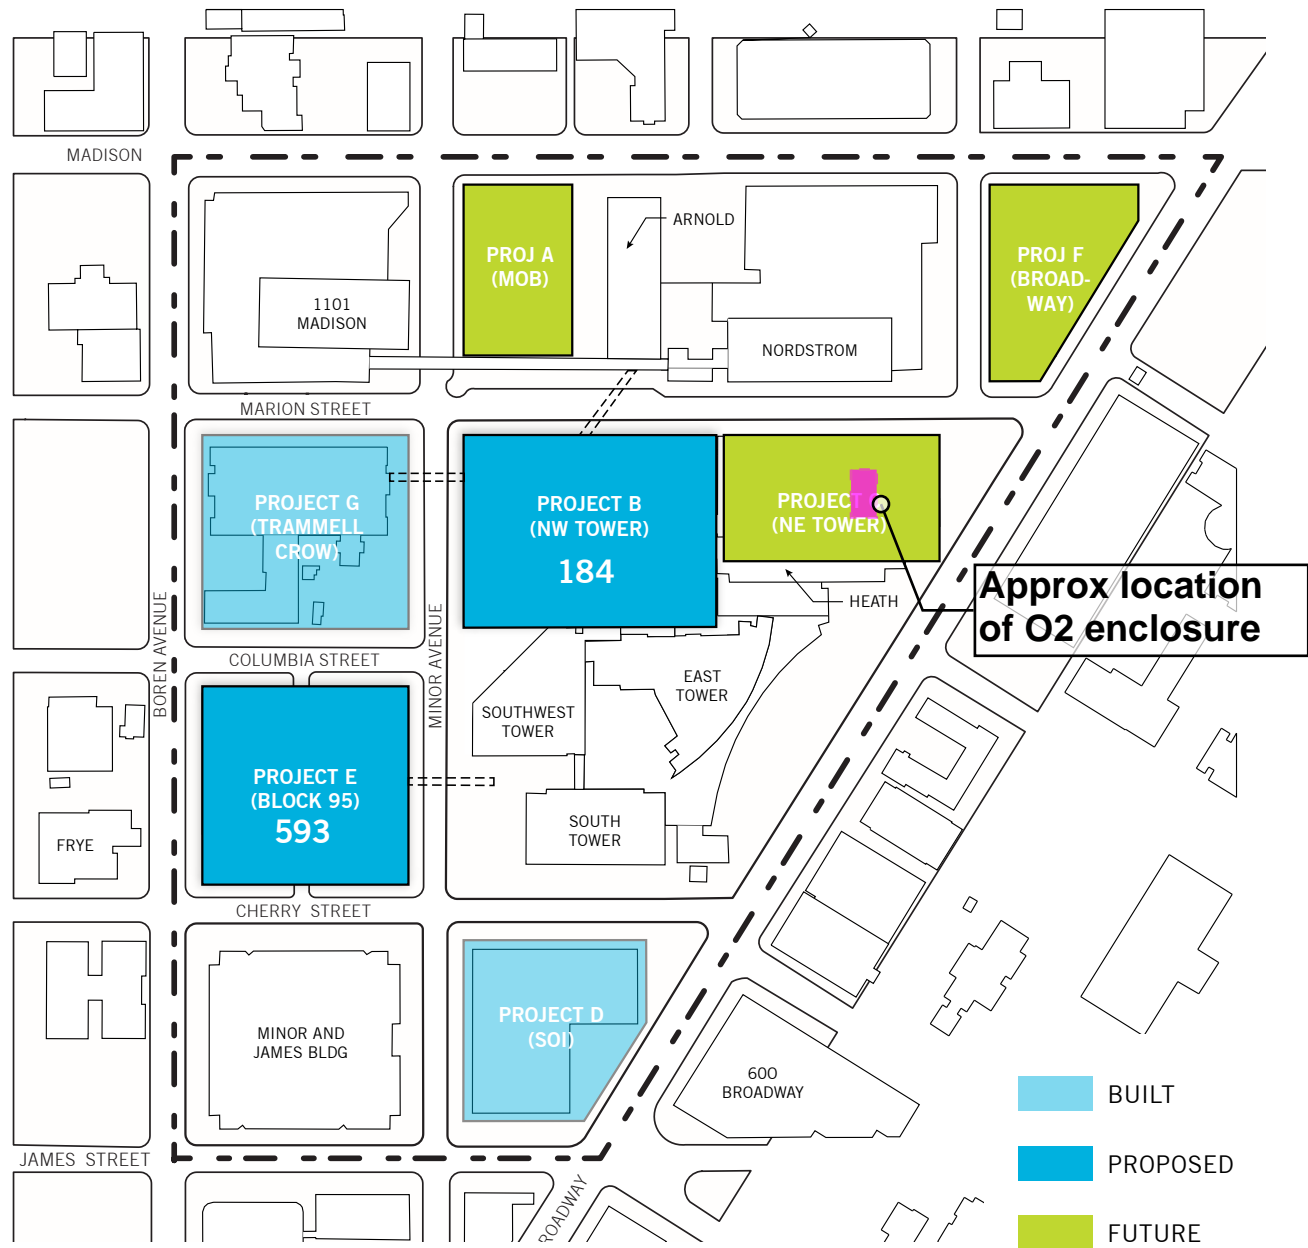 MADISON
ARNOLD
PROJ A
(MOB)
PROJ F
(BROAD-
WAY)
1101
MADISON
NORDSTROM
MARION STREET
PROJECT G
(TRAMMELL
CROW)
PROJECT B
(NW TOWER)
184
PROJECT
(NE TOWER)
HEATH
Approx location
of O2 enclosure
BOREN AVENUE
MINOR AVENUE
COLUMBIA STREET
EAST
TOWER
SOUTHWEST
TOWER
PROJECT E
(BLOCK 95)
593
SOUTH
TOWER
FRYE
CHERRY STREET
PROJECT D
(SOI)
MINOR AND
JAMES BLDG
600
BROADWAY
BUILT
PROPOSED
FUTURE
JAMES STREET
ROADWAY